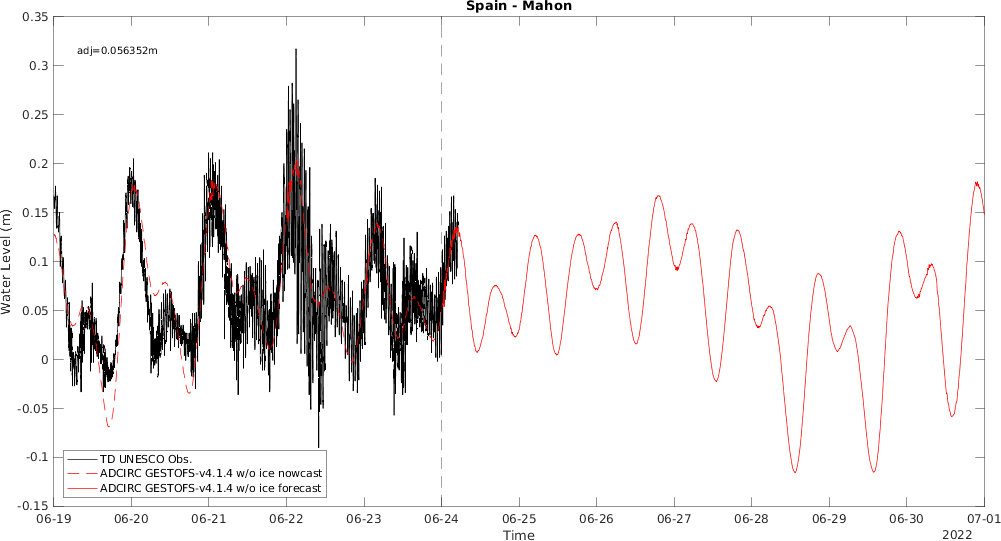 Spain - Mahon
adj=0.056352m
0.35
0.3
0.25
0.2
0.15
0.1
0.05
0
-0.05
-0.1
-0.15
Water Level (m)
TD UNESCO Obs.
ADCIRC GESTOFS-v4.1.4 w/o ice nowcast
ADCIRC GESTOFS-v4.1.4 w/o ice forecast
06-19 06-20 06-21 06-22 06-23 06-24 06-25 06-26 06-27 06-28 06-29 06-30 07-01
Time
2022